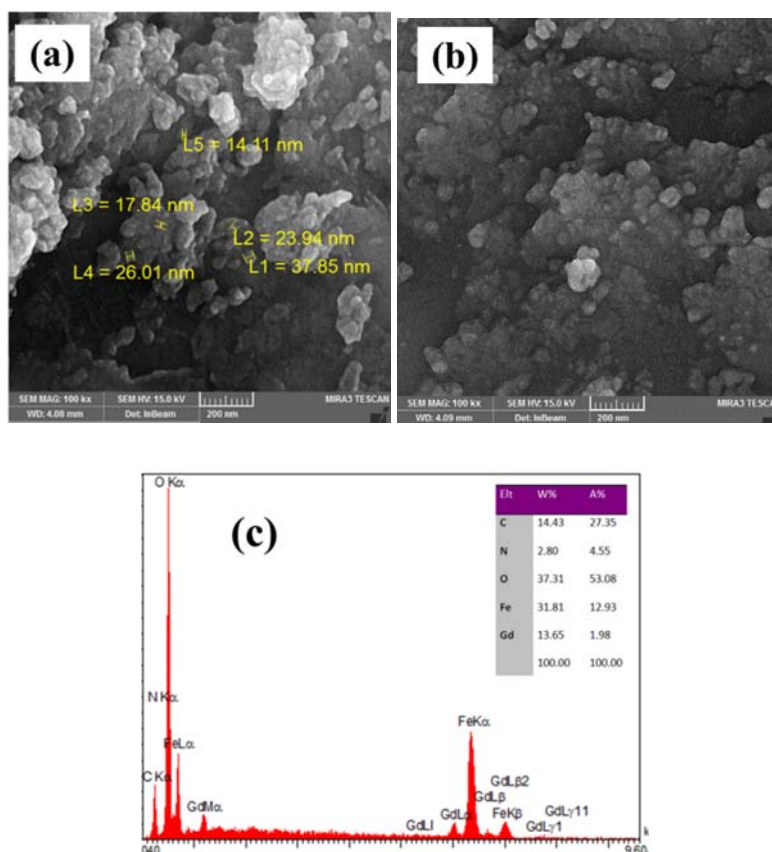 (a)
L5 = 14.11 nm
L3 = 17.84 nm
L2 = 23.94 nm
L4 = 26.01 nm
L1 = 37.85 nm
SEM MAG: 100 kx
SEM HV: 15.0 kV
MIRA3 TESCAN
WD: 4.08 mm
Det: InBeam
200 nm
(b)
SEM MAG: 100 kx
SEM HV: 15.0 kV
MIRA3 TESCAN
WD: 4.09 mm
Det: InBeam
200 nm
(c)
O Kα
N Kα
FeLα
C Kα
GdMα
GdLl
GdLα
FeKα
GdLβ
GdLβ2
FeKβ
GdLγ1
GdLγ11
Elt W% A%
C 14.43 27.35
N 2.80 4.55
O 37.31 53.08
Fe 31.81 12.93
Gd 13.65 1.98
100.00 100.00
040
9.60